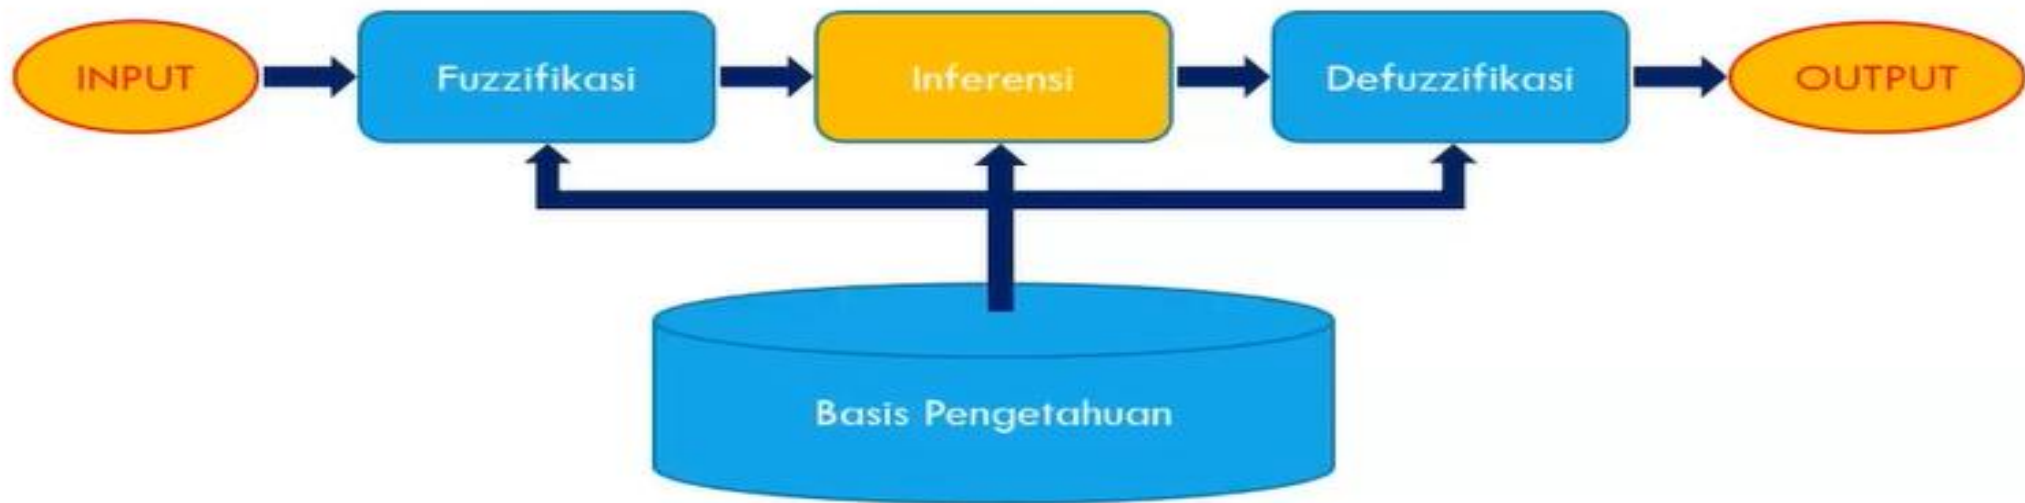 INPUT
Fuzzifikasi
Inferensi
Defuzzifikasi
OUTPUT
Basis Pengetahuan